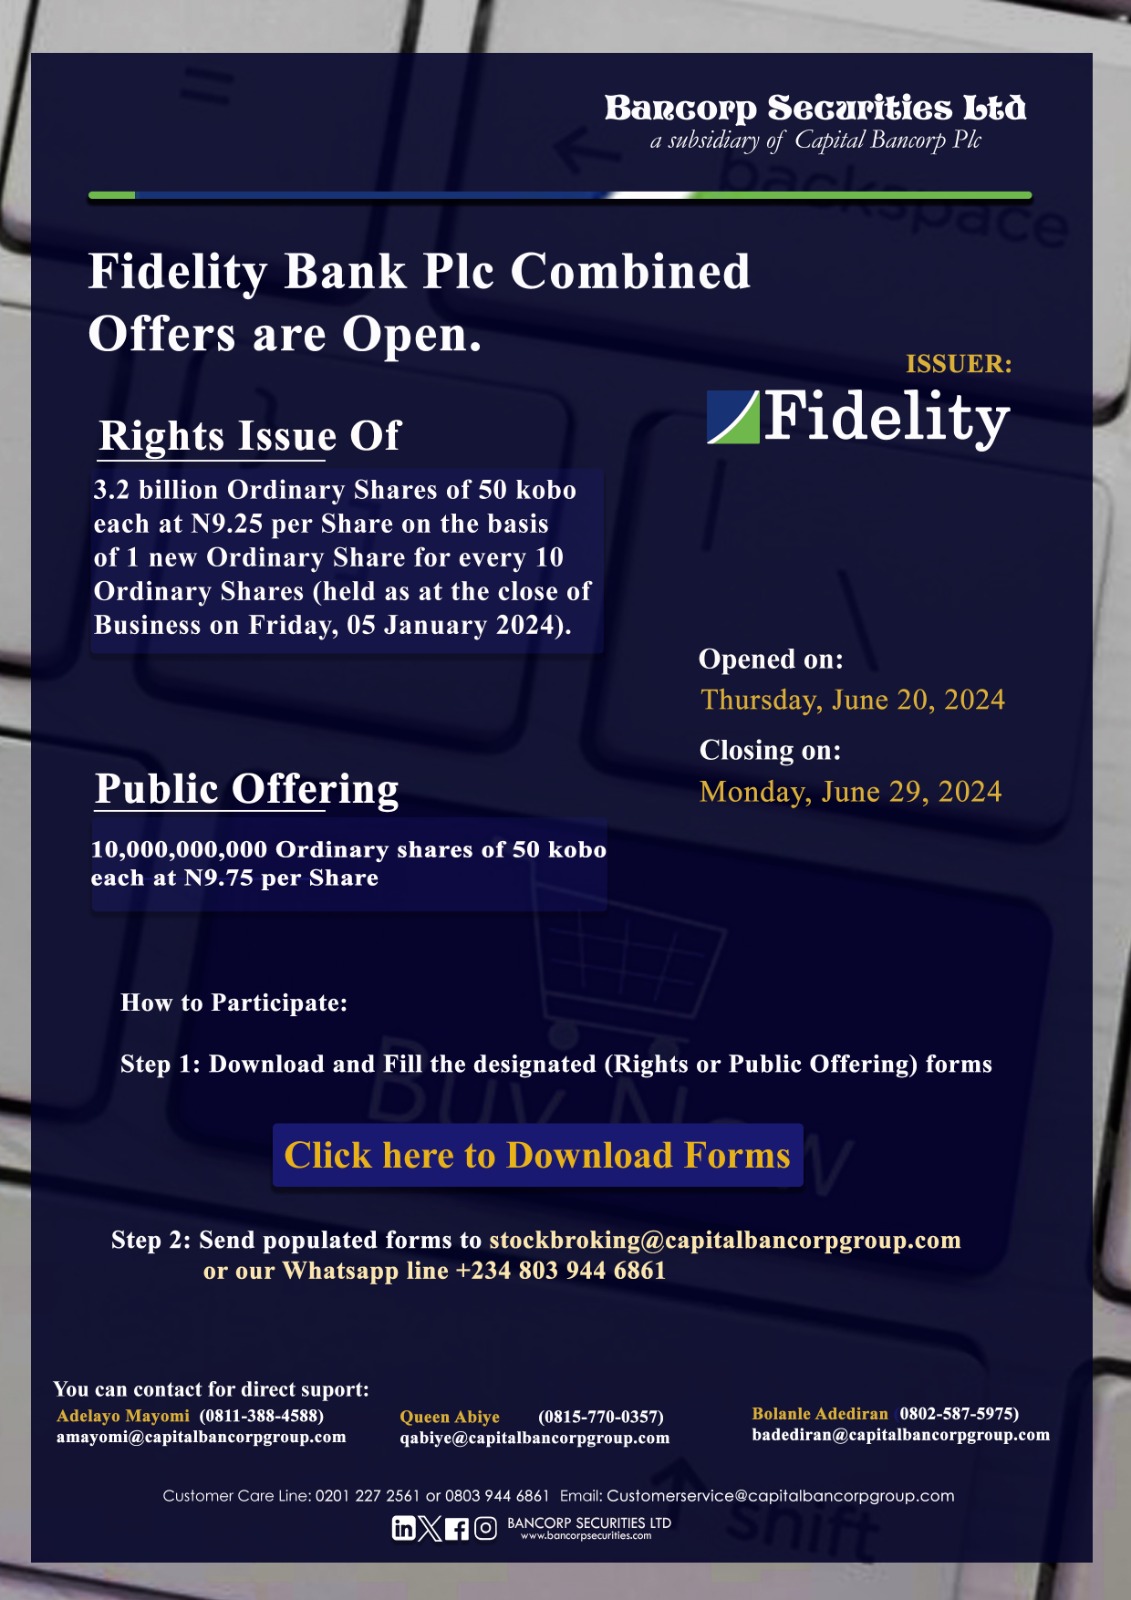 Bancorp Securities Ltd
a subsidiary of Capital Bancorp Plc
Fidelity Bank Plc Combined
Offers are Open.
ISSUER:
Fidelity
Rights Issue Of
3.2 billion Ordinary Shares of 50 kobo
each at N9.25 per Share on the basis
of 1 new Ordinary Share for every 10
Ordinary Shares (held as at the close of
Business on Friday, 05 January 2024).
Opened on:
Thursday, June 20, 2024
Closing on:
Monday, June 29, 2024
Public Offering
10,000,000,000 Ordinary shares of 50 kobo
each at N9.75 per Share
How to Participate:
Step 1: Download and Fill the designated (Rights or Public Offering) forms
Click here to Download Forms
Step 2: Send populated forms to stockbroking@capitalbancorpgroup.com
or our Whatsapp line +234 803 944 6861
You can contact for direct suport:
Adelayo Mayomi (0811-388-4588)
amayomi@capitalbancorpgroup.com
Queen Abiye (0815-770-0357)
qabiye@capitalbancorpgroup.com
Bolanle Adediran 0802-587-5975)
badediran@capitalbancorpgroup.com
Customer Care Line: 0201 227 2561 or 0803 944 6861 Email: Customerservice@capitalbancorpgroup.com
BANCORP SECURITIES LTD
www.bancorpsecurities.com
=
← backspace
\
Buy Now
shift